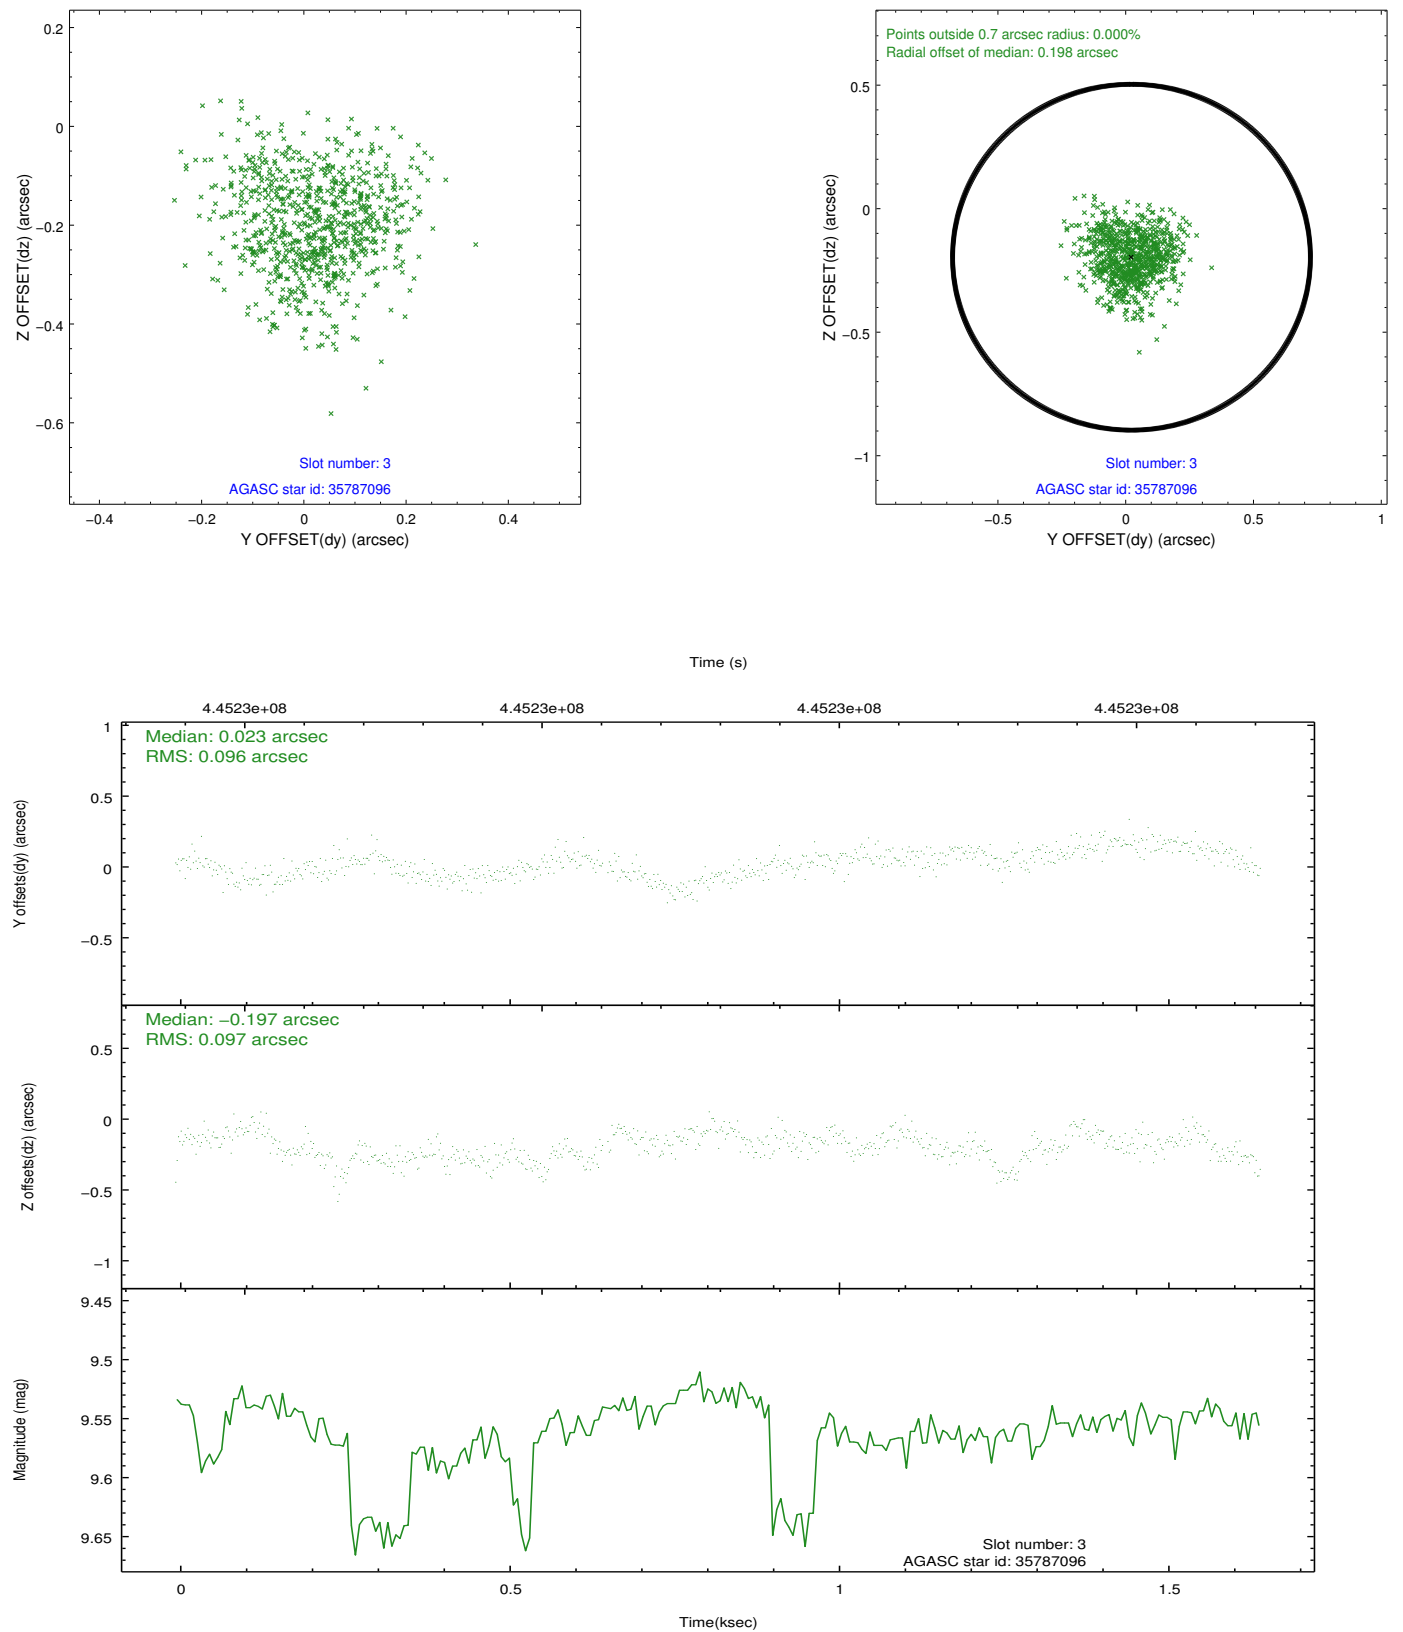 0.2
0
−0.2
−0.4
−0.6
Z OFFSET(dz) (arcsec)
Slot number: 3
AGASC star id: 35787096
−0.4
−0.2
0
0.2
0.4
Y OFFSET(dy) (arcsec)
Points outside 0.7 arcsec radius: 0.000%
Radial offset of median: 0.198 arcsec
0.5
0
−0.5
−1
Z OFFSET(dz) (arcsec)
Slot number: 3
AGASC star id: 35787096
−0.5
0
0.5
1
Y OFFSET(dy) (arcsec)
Time (s)
4.4523e+08
4.4523e+08
4.4523e+08
4.4523e+08
Median: 0.023 arcsec
RMS: 0.096 arcsec
1
0.5
0
−0.5
Y offsets(dy) (arcsec)
Median: −0.197 arcsec
RMS: 0.097 arcsec
0.5
0
−0.5
−1
Z offsets(dz) (arcsec)
9.45
9.5
9.55
9.6
9.65
Magnitude (mag)
Slot number: 3
AGASC star id: 35787096
0
0.5
1
1.5
Time(ksec)